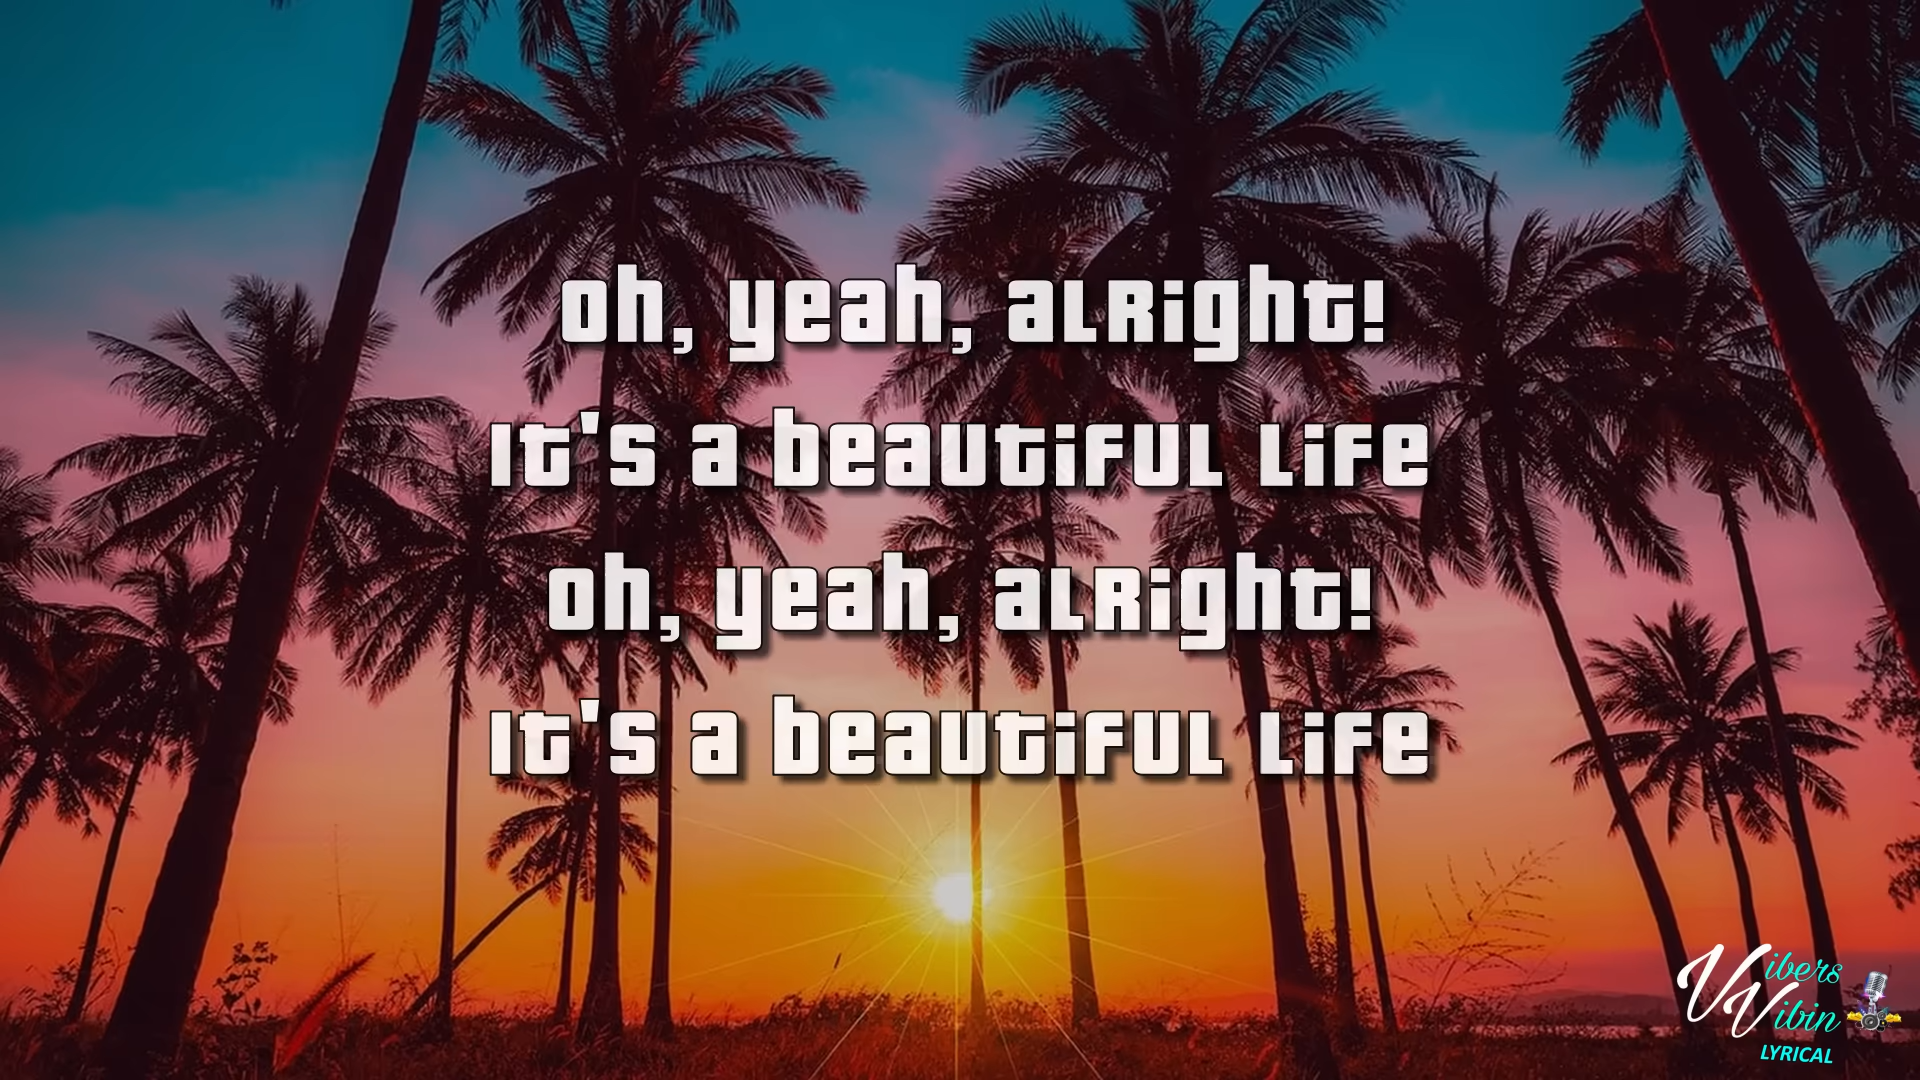 Oh, yeah, alright!
It's a beautiful life
Oh, yeah, alright!
It's a beautiful life
Vibers
Vibin
LYRICAL